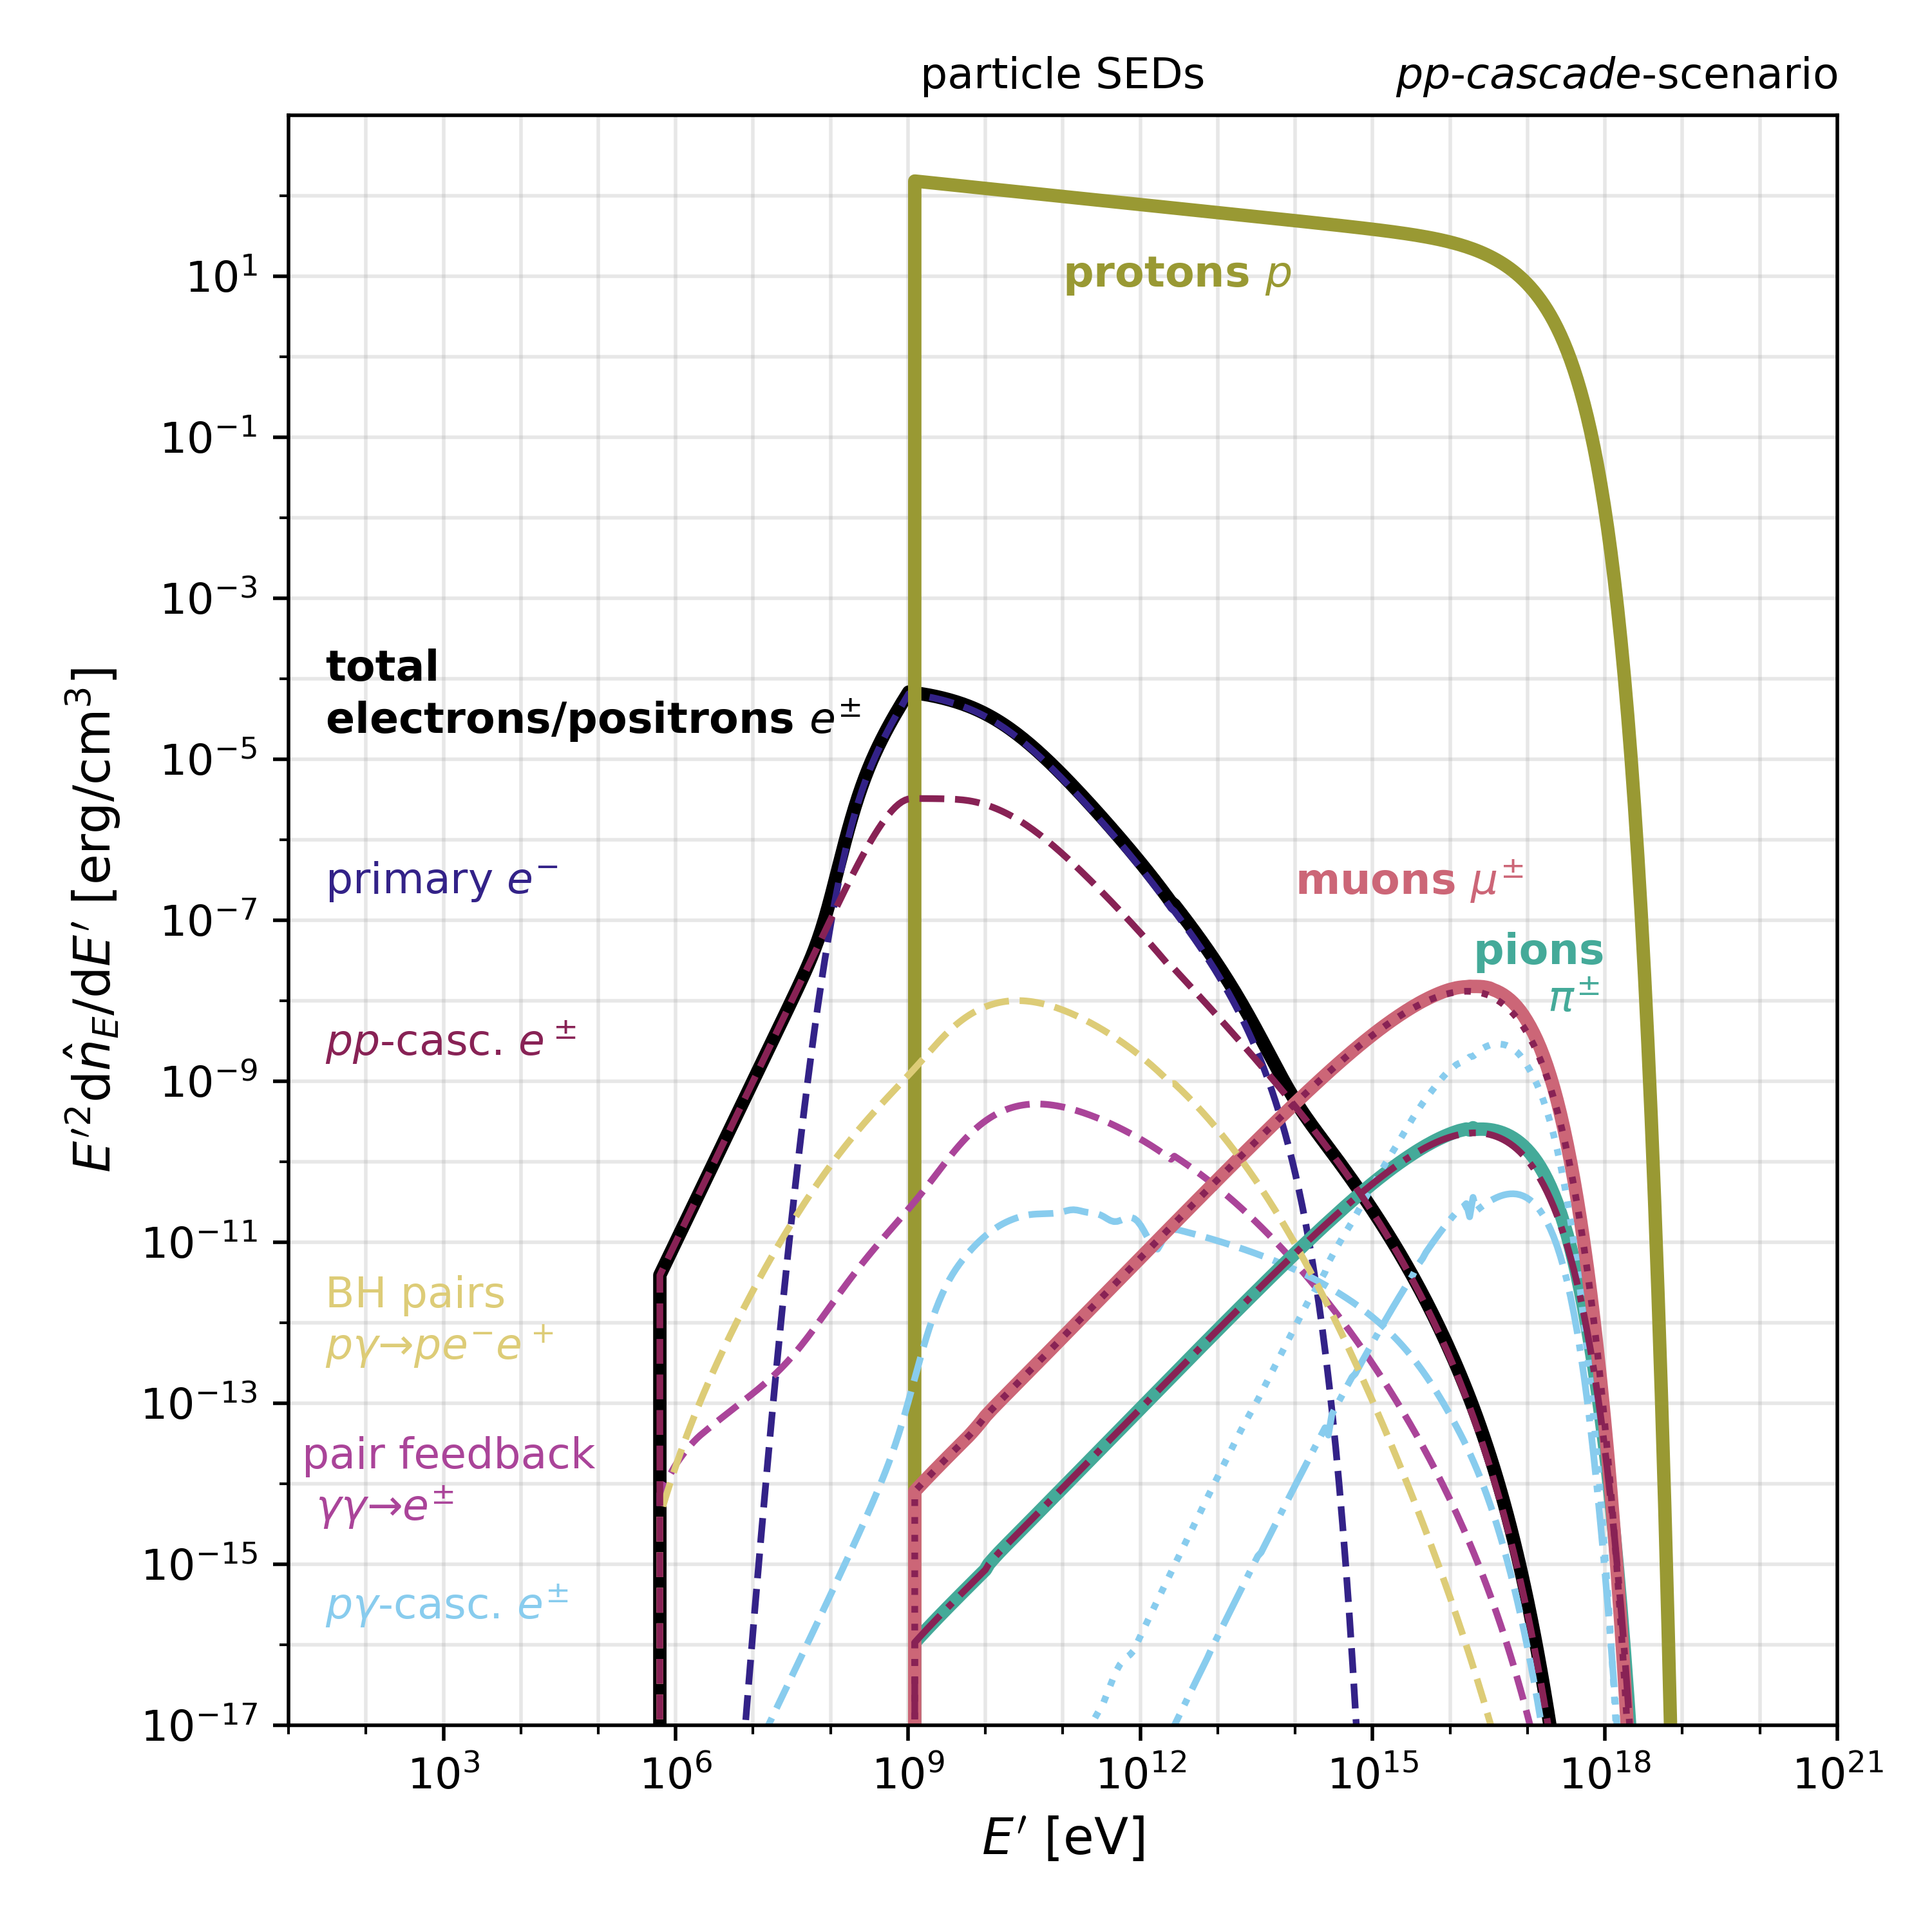 particle SEDs
pp-cascade-scenario
protons p
total
electrons/positrons e±
primary e⁻
muons μ±
pions
π±
pp-casc. e±
BH pairs
pγ→pe⁻e⁺
pair feedback
γγ→e±
pγ-casc. e±
10¹
10⁻¹
10⁻³
10⁻⁵
10⁻⁷
10⁻⁹
10⁻¹¹
10⁻¹³
10⁻¹⁵
10⁻¹⁷
10³
10⁶
10⁹
10¹²
10¹⁵
10¹⁸
10²¹
E′ [eV]
E′²dn̂_E/dE′ [erg/cm³]